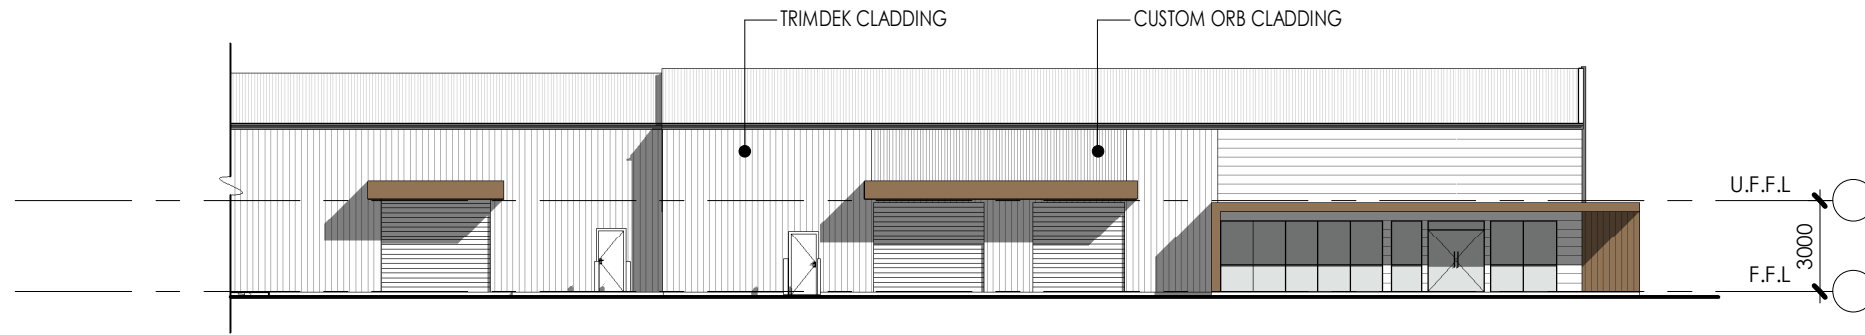 TRIMDEK CLADDING
CUSTOM ORB CLADDING
U.F.F.L
3000
F.F.L